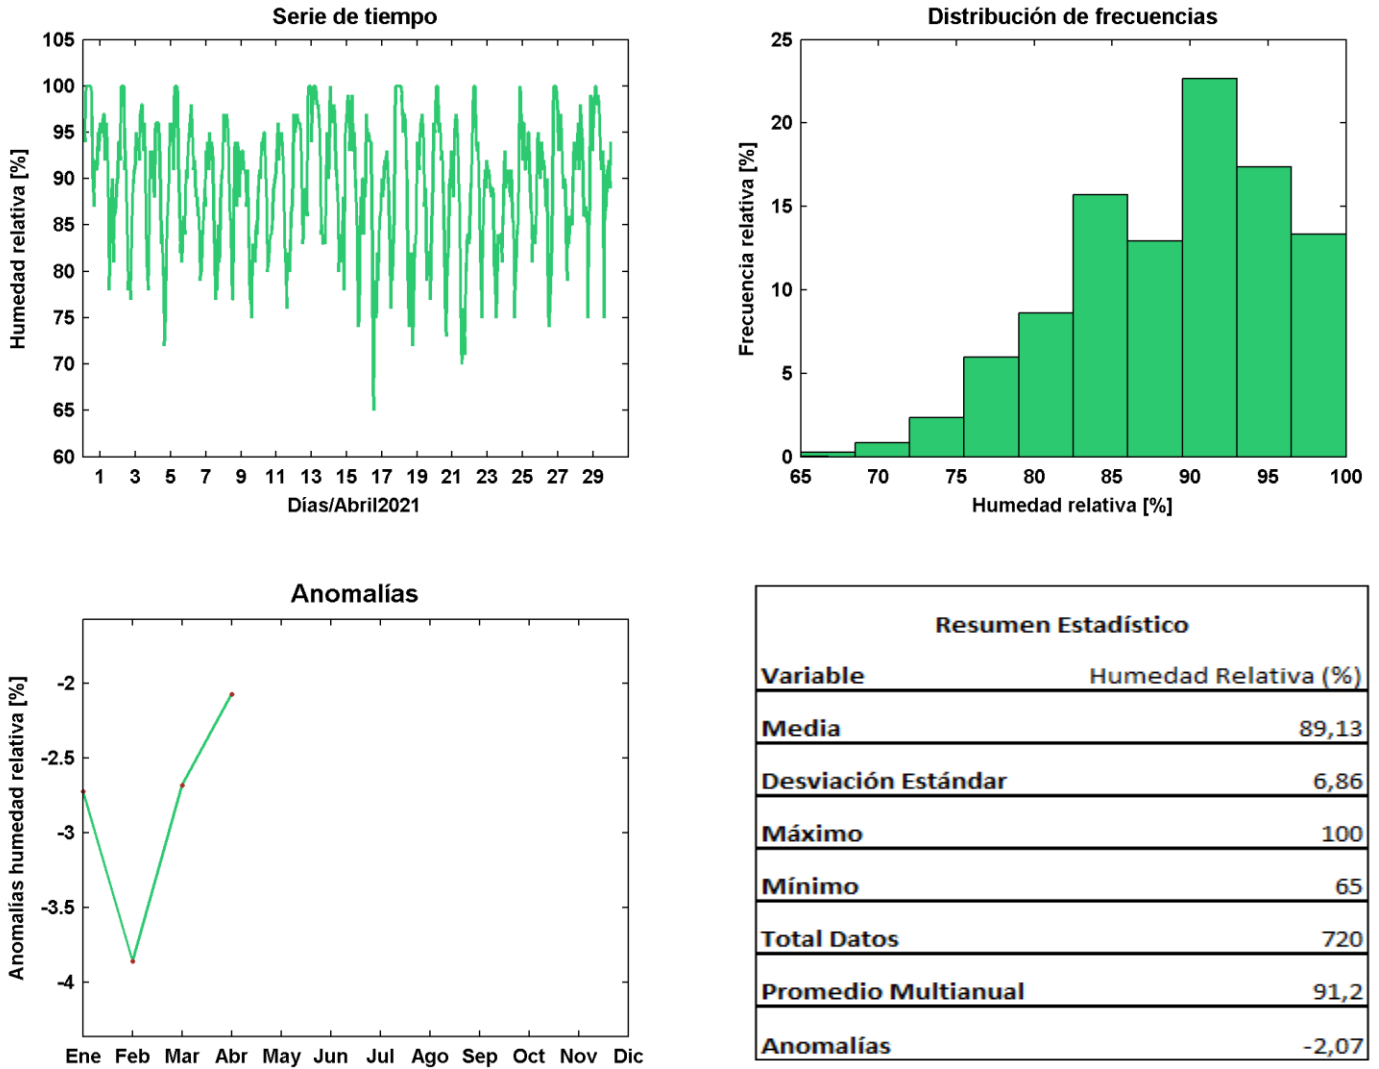 Serie de tiempo
105
100
95
90
85
80
75
70
65
60
Humedad relativa [%]
1 3 5 7 9 11 13 15 17 19 21 23 25 27 29
Días/Abril2021
Distribución de frecuencias
25
20
15
10
5
0
Frecuencia relativa [%]
65 70 75 80 85 90 95 100
Humedad relativa [%]
Anomalías
-2
-2.5
-3
-3.5
-4
Anomalías humedad relativa [%]
Ene Feb Mar Abr May Jun Jul Ago Sep Oct Nov Dic
Resumen Estadístico
Variable Humedad Relativa (%)
Media 89,13
Desviación Estándar 6,86
Máximo 100
Mínimo 65
Total Datos 720
Promedio Multianual 91,2
Anomalías -2,07